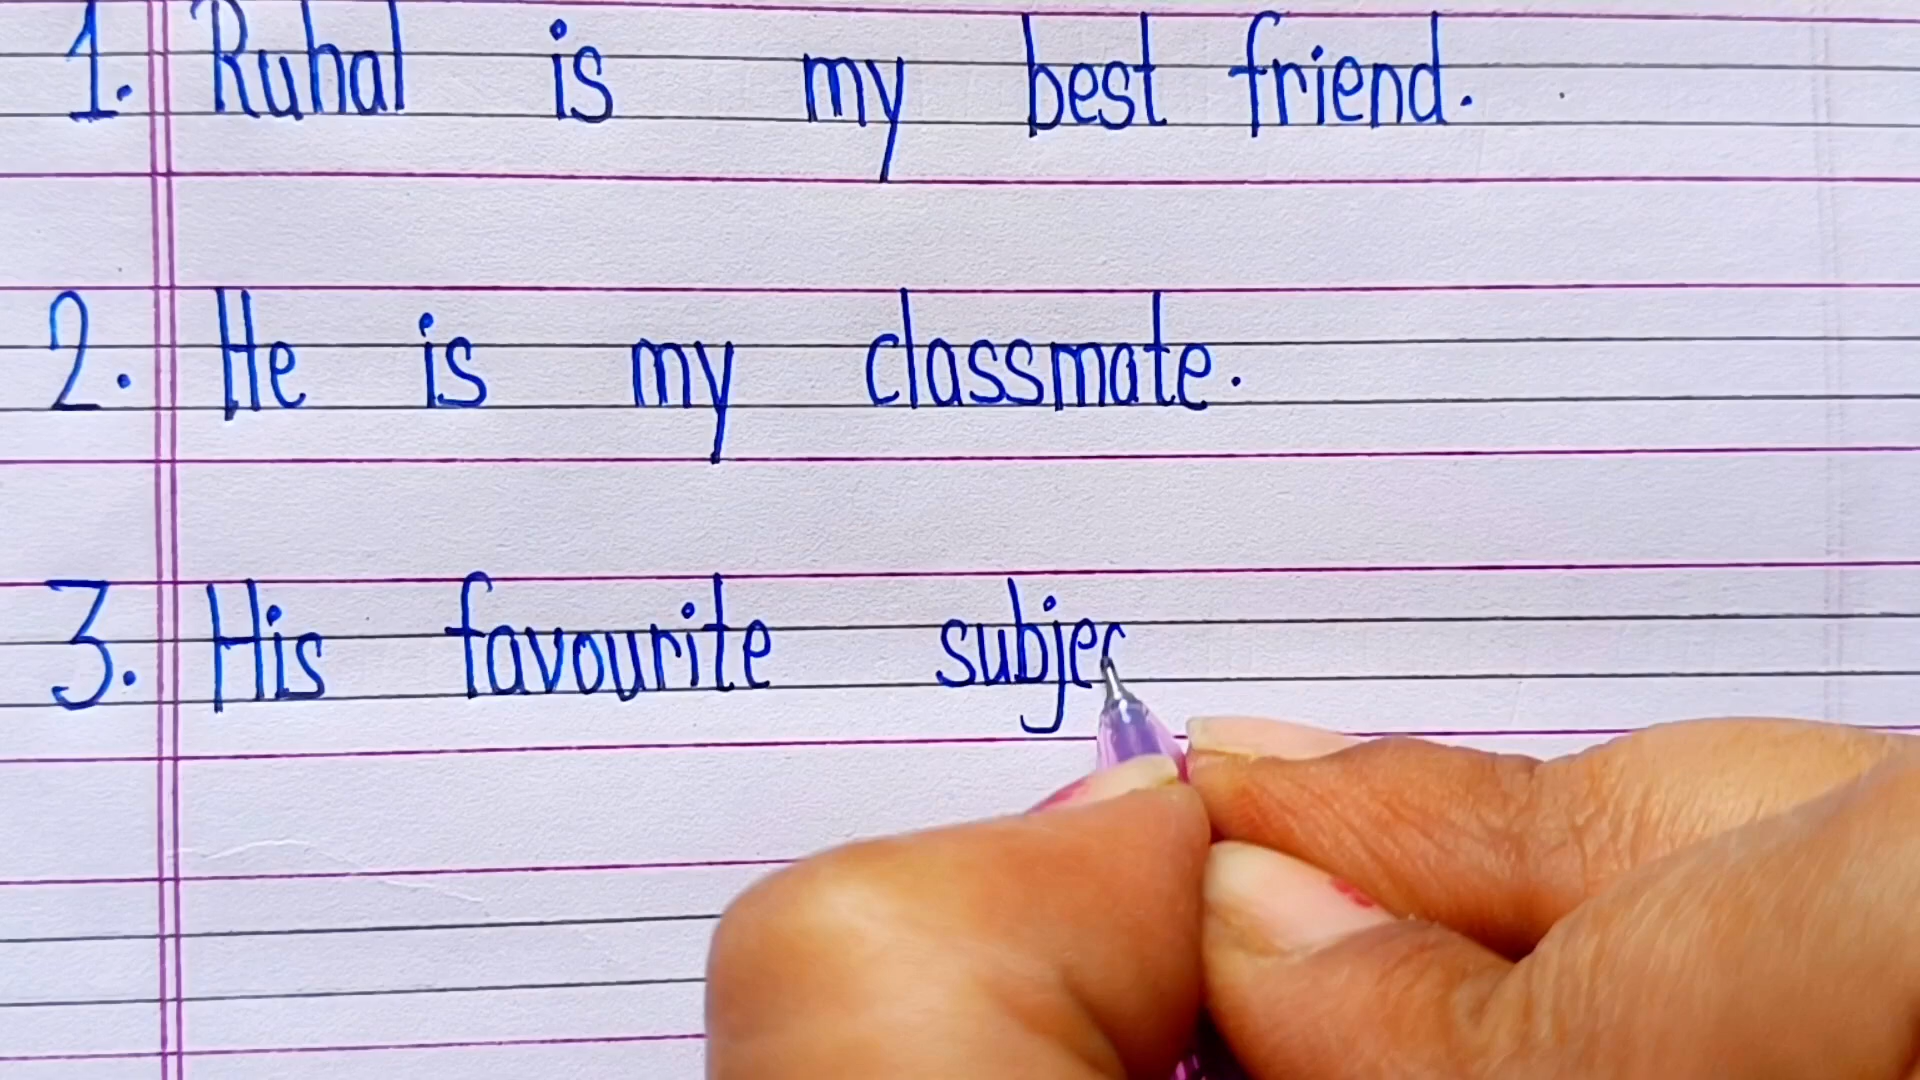 1. Ruhal is my best friend.
2. He is my classmate.
3. His favourite subjec